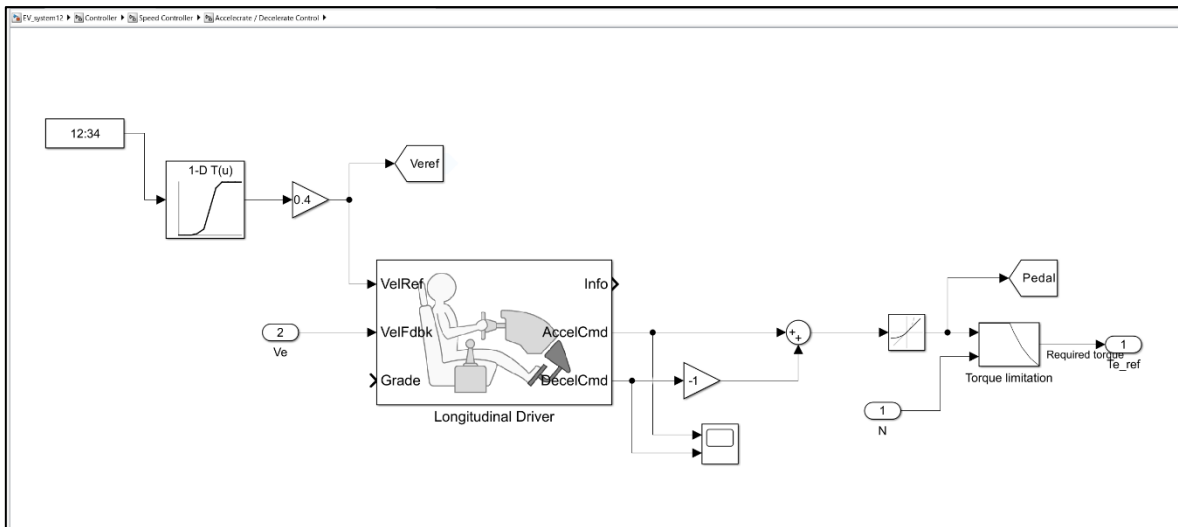 EV_system12 ▶ Controller ▶ Speed Controller ▶ Accelecrate / Decelerate Control ▶
12:34
1-D T(u)
0.4
Veref
VelRef
Info
Pedal
2
VelFdbk
AccelCmd
+
+
Ve
Required torque
1
Te_ref
Grade
DecelCmd
-1
Torque limitation
Longitudinal Driver
1
N